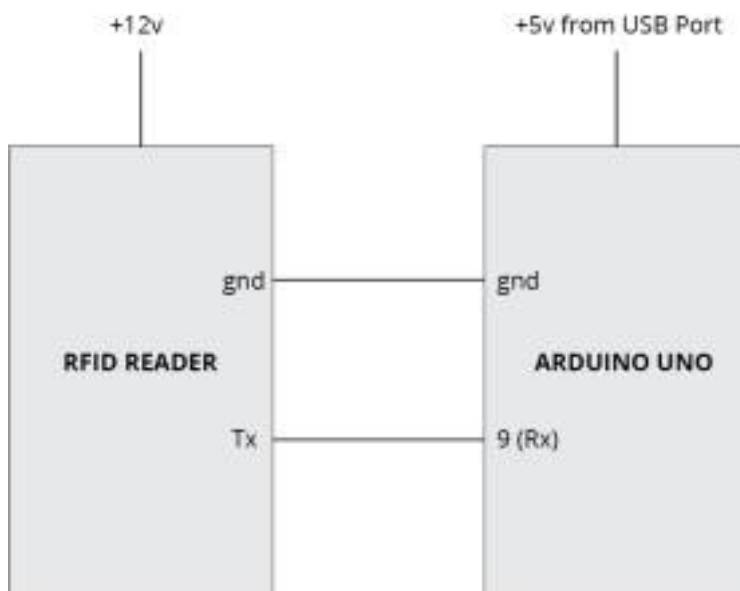 +12v
+5v from USB Port
gnd
gnd
RFID READER
ARDUINO UNO
Tx
9 (Rx)